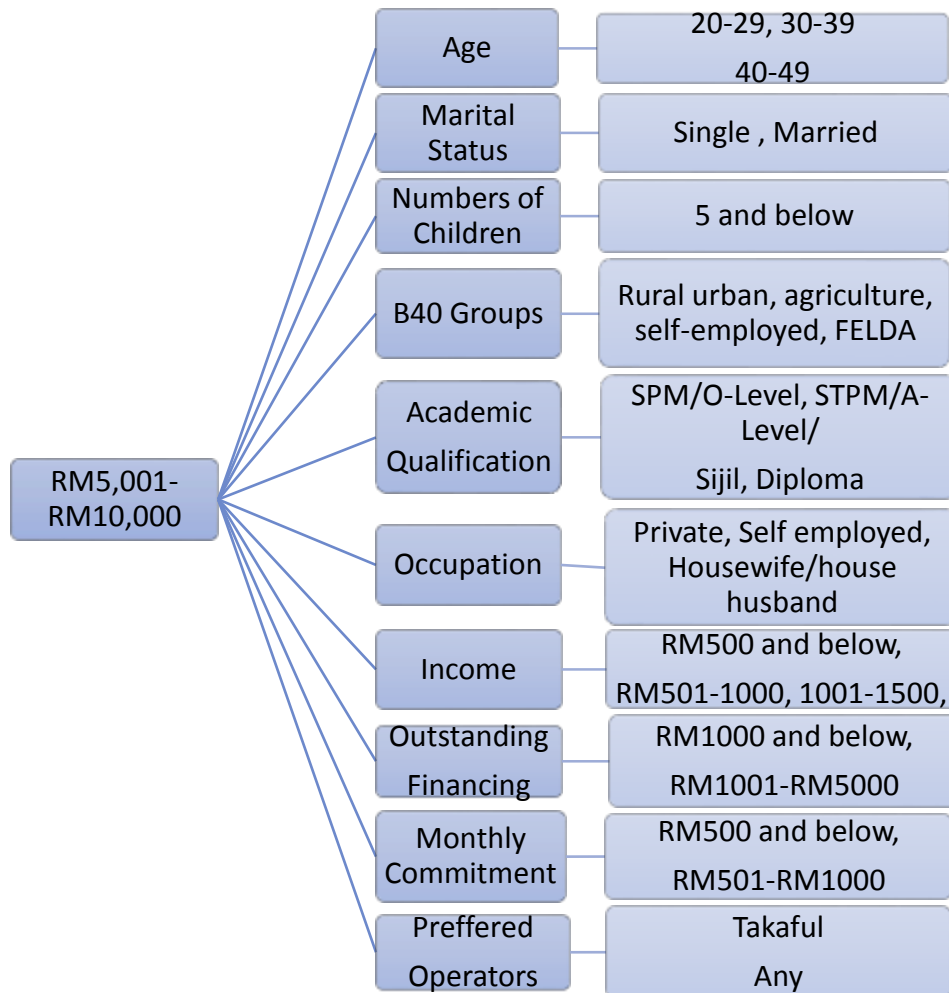 Age
20-29, 30-39
40-49
Marital
Status
Single , Married
Numbers of
Children
5 and below
B40 Groups
Rural urban, agriculture,
self-employed, FELDA
Academic
Qualification
SPM/O-Level, STPM/A-
Level/
Sijil, Diploma
RM5,001-
RM10,000
Occupation
Private, Self employed,
Housewife/house
husband
Income
RM500 and below,
RM501-1000, 1001-1500,
Outstanding
Financing
RM1000 and below,
RM1001-RM5000
Monthly
Commitment
RM500 and below,
RM501-RM1000
Preffered
Operators
Takaful
Any